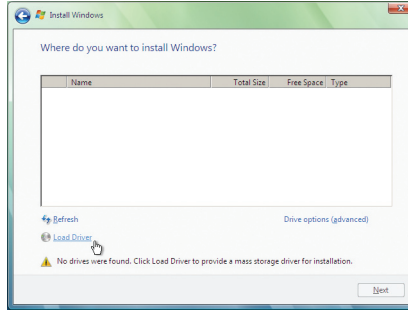 Install Windows
Where do you want to install Windows?
Name Total Size Free Space Type
Refresh Drive options (advanced)
Load Driver
No drives were found. Click Load Driver to provide a mass storage driver for installation.
Next